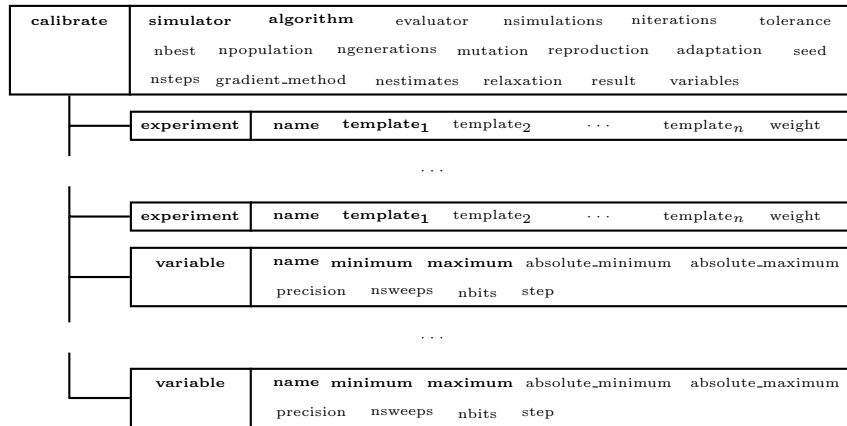 calibrate simulator algorithm evaluator nsimulations niterations tolerance
nbest npopulation ngenerations mutation reproduction adaptation seed
nsteps gradient_method nestimates relaxation result variables
experiment name template₁ template₂ ··· templateₙ weight
···
experiment name template₁ template₂ ··· templateₙ weight
variable name minimum maximum absolute_minimum absolute_maximum
precision nsweeps nbits step
···
variable name minimum maximum absolute_minimum absolute_maximum
precision nsweeps nbits step